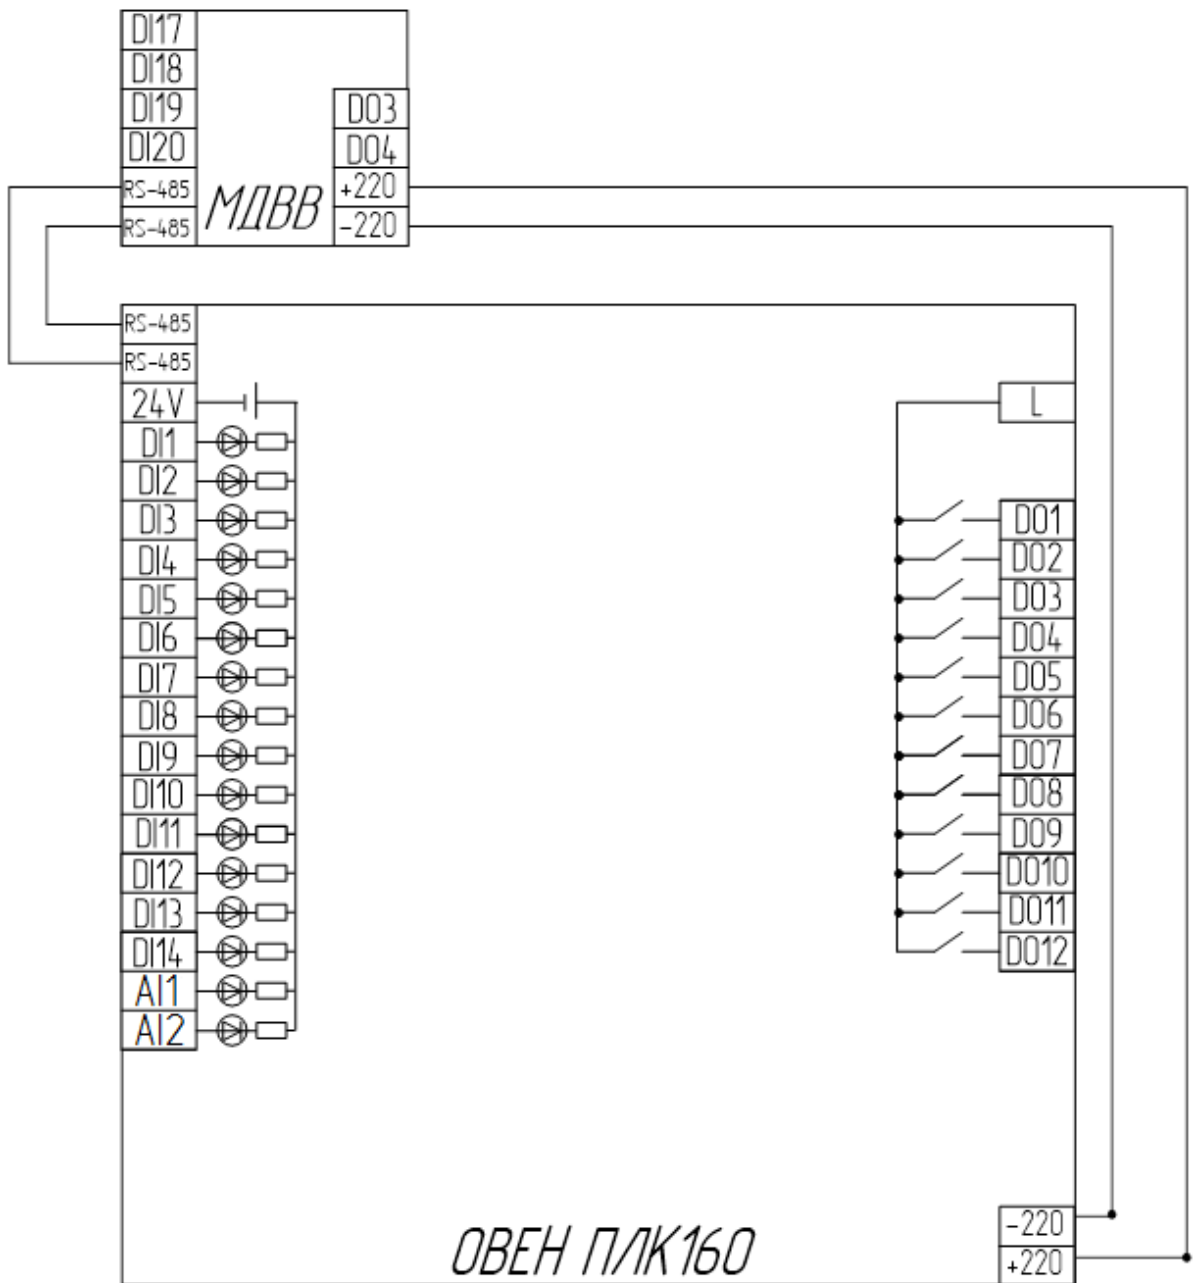 DI17
DI18
DI19
DI20
RS-485
RS-485
МДВВ
DO3
DO4
+220
-220
RS-485
RS-485
24V
DI1
DI2
DI3
DI4
DI5
DI6
DI7
DI8
DI9
DI10
DI11
DI12
DI13
DI14
AI1
AI2
L
DO1
DO2
DO3
DO4
DO5
DO6
DO7
DO8
DO9
DO10
DO11
DO12
-220
+220
ОВЕН ПЛК160